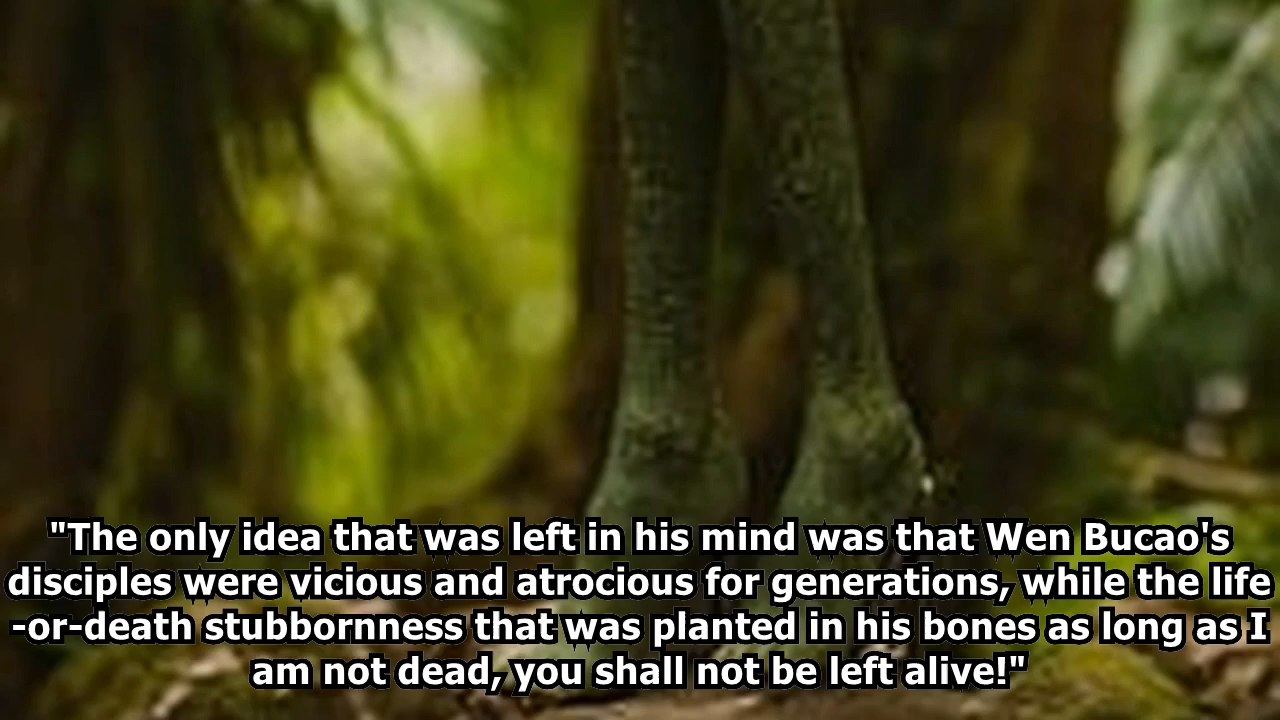 "The only idea that was left in his mind was that Wen Bucao's
disciples were vicious and atrocious for generations, while the life
-or-death stubbornness that was planted in his bones as long as I
am not dead, you shall not be left alive!"